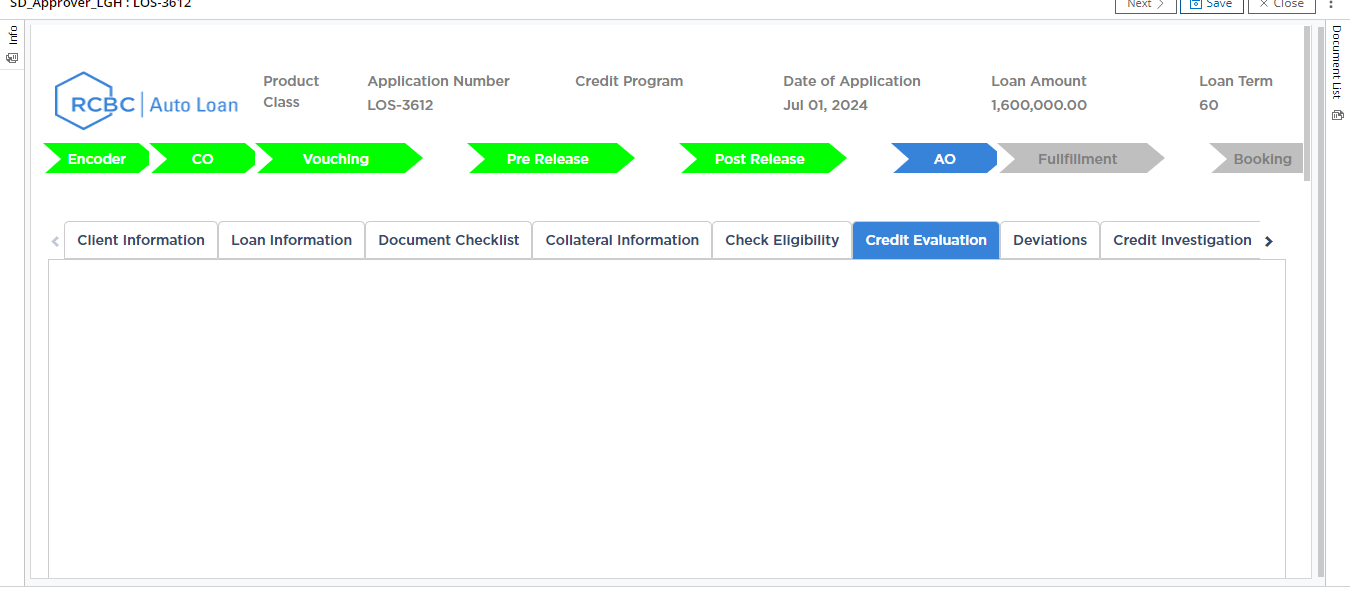 SD_Approver_LGH : LOS-3612
Next
Save
Close
Info
Document List
RCBC | Auto Loan
Product Class
Application Number
LOS-3612
Credit Program
Date of Application
Jul 01, 2024
Loan Amount
1,600,000.00
Loan Term
60
Encoder
CO
Vouching
Pre Release
Post Release
AO
Fullfillment
Booking
Client Information
Loan Information
Document Checklist
Collateral Information
Check Eligibility
Credit Evaluation
Deviations
Credit Investigation